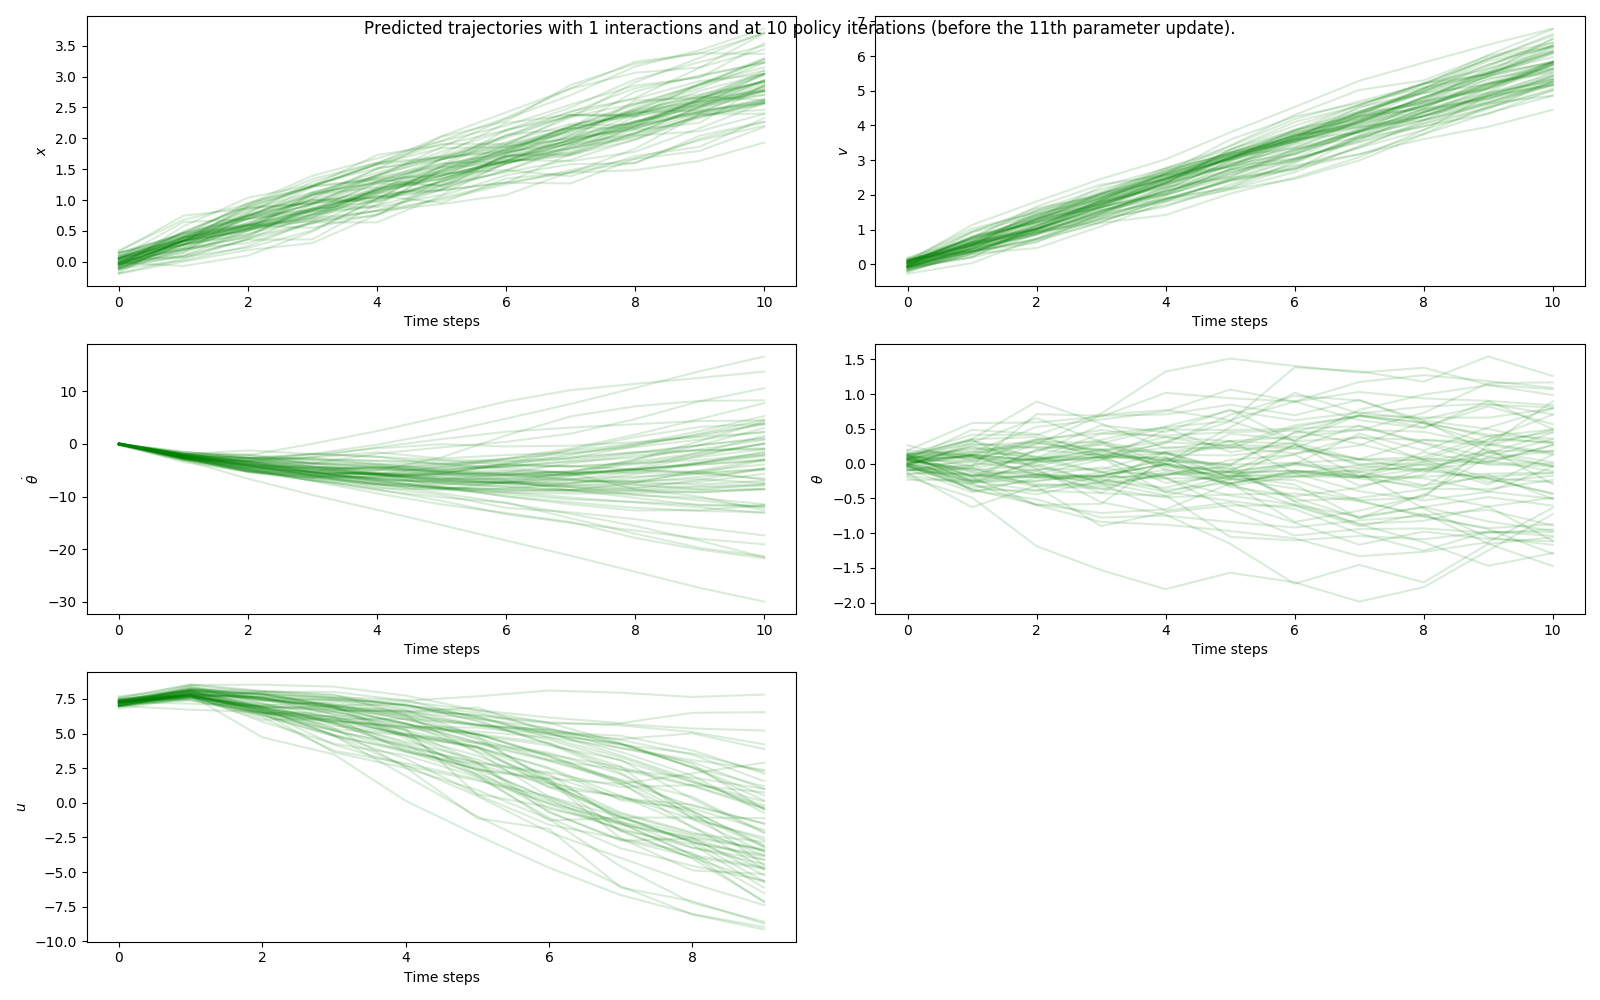 Predicted trajectories with 1 interactions and at 10 policy iterations (before the 11th parameter update).
3.5
3.0
2.5
2.0
1.5
1.0
0.5
0.0
x
0 2 4 6 8 10
Time steps
7
6
5
4
3
2
1
0
v
0 2 4 6 8 10
Time steps
10
0
−10
−20
−30
θ̇
0 2 4 6 8 10
Time steps
1.5
1.0
0.5
0.0
−0.5
−1.0
−1.5
−2.0
θ
0 2 4 6 8 10
Time steps
7.5
5.0
2.5
0.0
−2.5
−5.0
−7.5
−10.0
u
0 2 4 6 8
Time steps